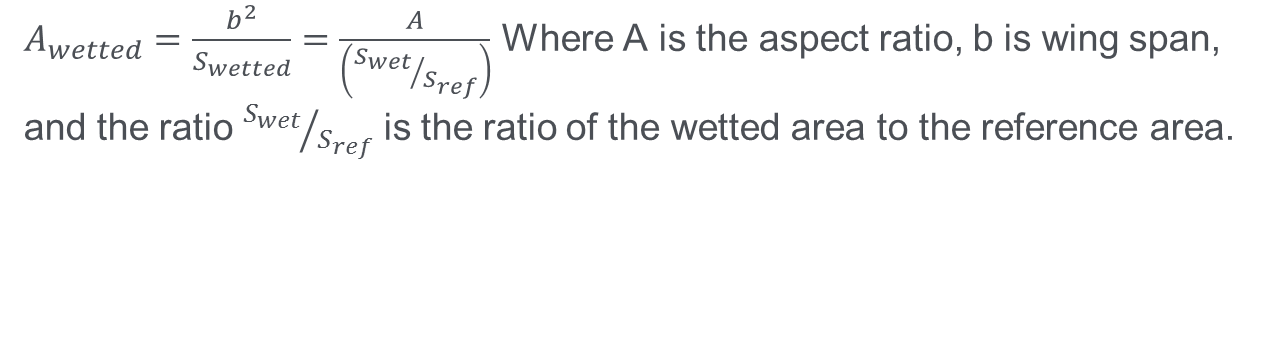 A_wetted = b²/S_wetted = A/(S_wet/S_ref) Where A is the aspect ratio, b is wing span,
and the ratio S_wet/S_ref is the ratio of the wetted area to the reference area.